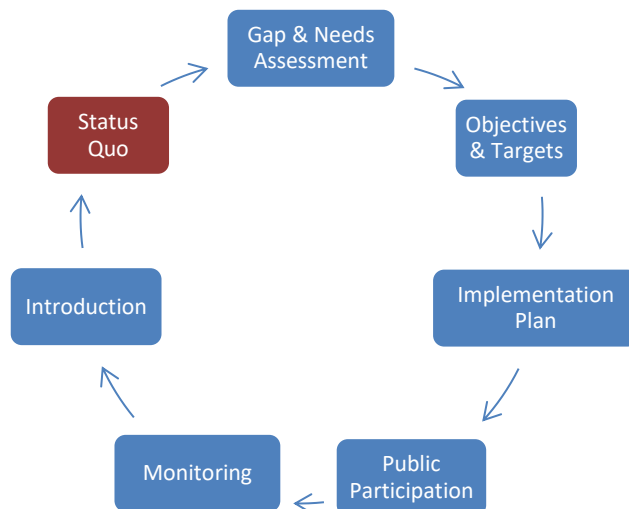 Gap & Needs
Assessment
Status
Quo
Objectives
& Targets
Introduction
Implementation
Plan
Monitoring
Public
Participation